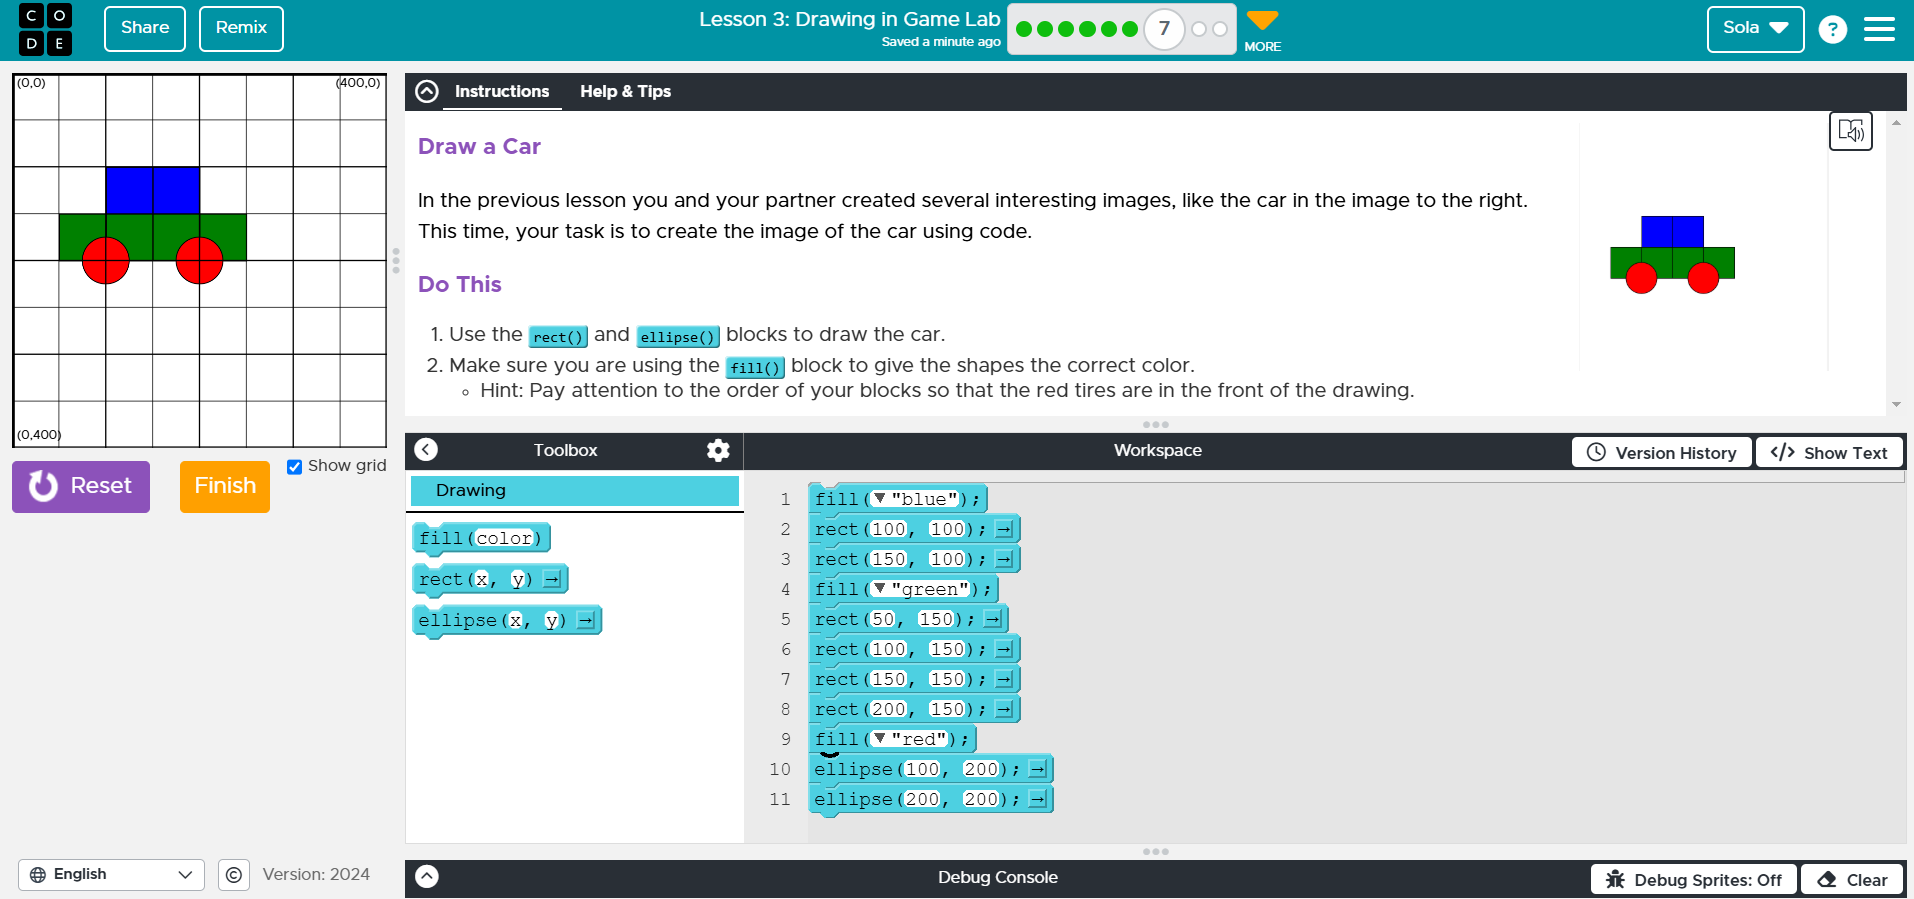 C O
D E
Share
Remix
Lesson 3: Drawing in Game Lab
Saved a minute ago
7
MORE
Sola
?
(0,0)
(400,0)
(0,400)
Reset
Finish
Show grid
Instructions
Help & Tips
Draw a Car
In the previous lesson you and your partner created several interesting images, like the car in the image to the right.
This time, your task is to create the image of the car using code.
Do This
1. Use the rect() and ellipse() blocks to draw the car.
2. Make sure you are using the fill() block to give the shapes the correct color.
Hint: Pay attention to the order of your blocks so that the red tires are in the front of the drawing.
Toolbox
Workspace
Version History
</> Show Text
Drawing
fill(color)
rect(x, y)→
ellipse(x, y)→
1 fill(▼"blue");
2 rect(100, 100);→
3 rect(150, 100);→
4 fill(▼"green");
5 rect(50, 150);→
6 rect(100, 150);→
7 rect(150, 150);→
8 rect(200, 150);→
9 fill(▼"red");
10 ellipse(100, 200);→
11 ellipse(200, 200);→
English
©
Version: 2024
Debug Console
Debug Sprites: Off
Clear